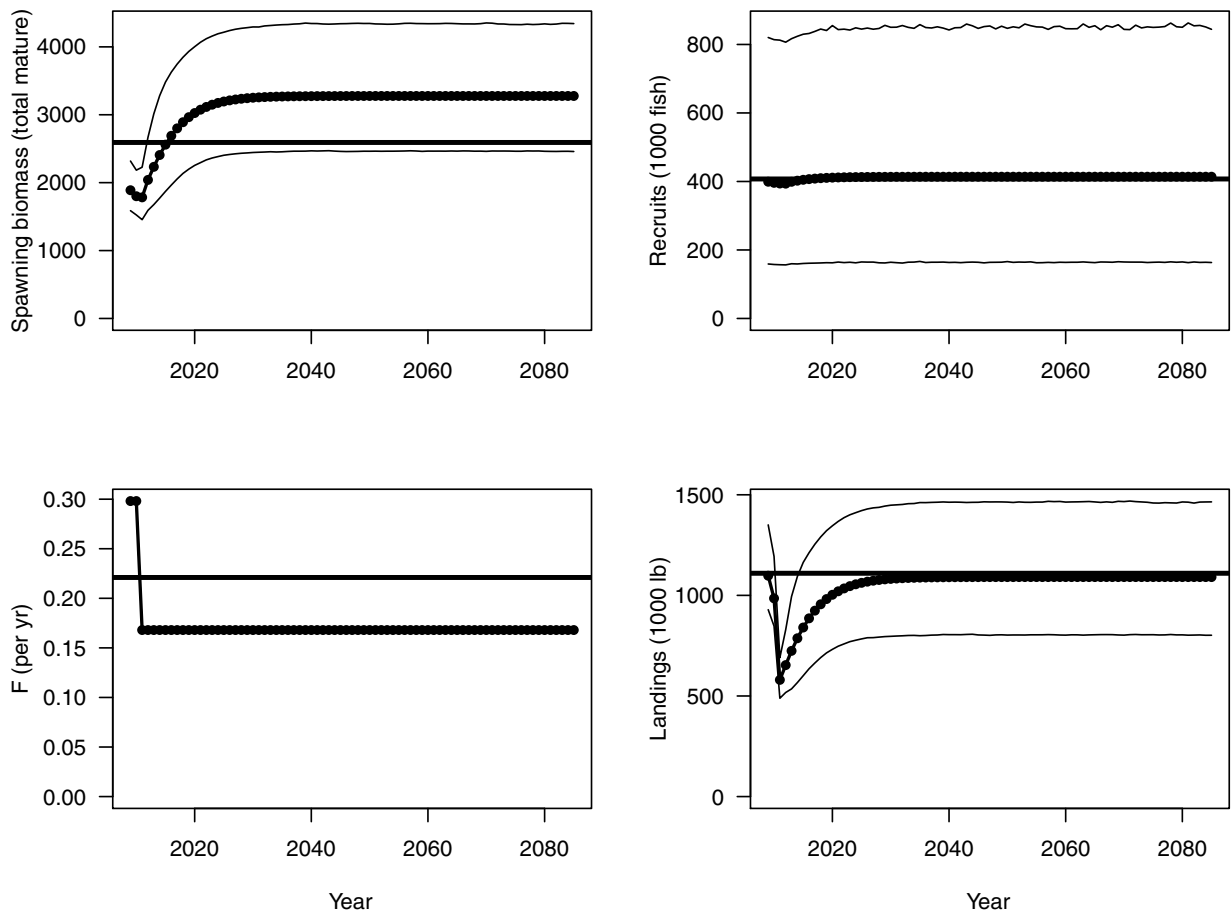 Spawning biomass (total mature)
4000
3000
2000
1000
0
2020 2040 2060 2080
Recruits (1000 fish)
800
600
400
200
0
2020 2040 2060 2080
F (per yr)
0.30
0.25
0.20
0.15
0.10
0.05
0.00
2020 2040 2060 2080
Year
Landings (1000 lb)
1500
1000
500
0
2020 2040 2060 2080
Year